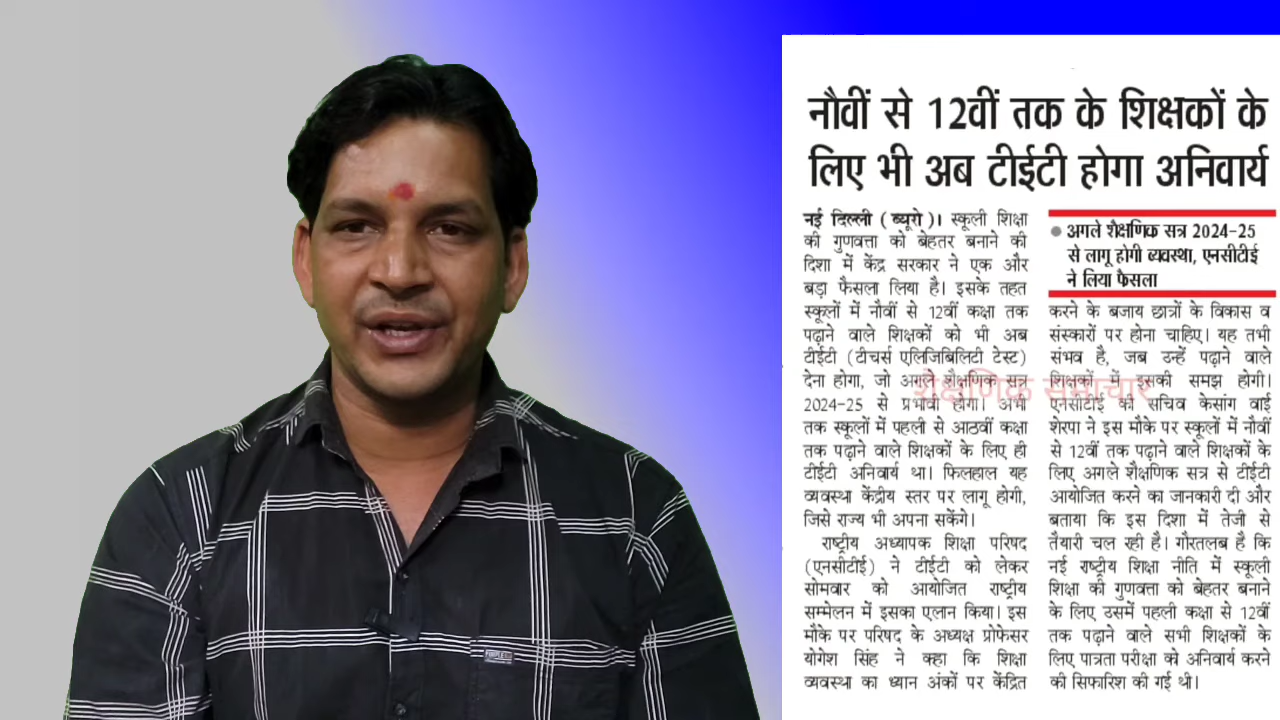 नौवीं से 12वीं तक के शिक्षकों के
लिए भी अब टीईटी होगा अनिवार्य
नई दिल्ली (ब्यूरो)। स्कूली शिक्षा
की गुणवत्ता को बेहतर बनाने की
दिशा में केंद्र सरकार ने एक और
बड़ा फैसला लिया है। इसके तहत
स्कूलों में नौवीं से 12वीं कक्षा तक
पढ़ाने वाले शिक्षकों को भी अब
टीईटी (टीचर्स एलिजिबिलिटी टेस्ट)
देना होगा, जो अगले शैक्षणिक सत्र
2024-25 से प्रभावी होगा। अभी
तक स्कूलों में पहली से आठवीं कक्षा
तक पढ़ाने वाले शिक्षकों के लिए ही
टीईटी अनिवार्य था। फिलहाल यह
व्यवस्था केंद्रीय स्तर पर लागू होगी,
जिसे राज्य भी अपना सकेंगे।
राष्ट्रीय अध्यापक शिक्षा परिषद
(एनसीटीई) ने टीईटी को लेकर
सोमवार को आयोजित राष्ट्रीय
सम्मेलन में इसका एलान किया। इस
मौके पर परिषद के अध्यक्ष प्रोफेसर
योगेश सिंह ने कहा कि शिक्षा
व्यवस्था का ध्यान अंकों पर केंद्रित
अगले शैक्षणिक सत्र 2024-25
से लागू होगी व्यवस्था, एनसीटीई
ने लिया फैसला
करने के बजाय छात्रों के विकास व
संस्कारों पर होना चाहिए। यह तभी
संभव है, जब उन्हें पढ़ाने वाले
शिक्षकों में इसकी समझ होगी।
एनसीटीई की सचिव केसांग वाई
शेरपा ने इस मौके पर स्कूलों में नौवीं
से 12वीं तक पढ़ाने वाले शिक्षकों के
लिए अगले शैक्षणिक सत्र से टीईटी
आयोजित करने का जानकारी दी और
बताया कि इस दिशा में तेजी से
तैयारी चल रही है। गौरतलब है कि
नई राष्ट्रीय शिक्षा नीति में स्कूली
शिक्षा की गुणवत्ता को बेहतर बनाने
के लिए उसमें पहली कक्षा से 12वीं
तक पढ़ाने वाले सभी शिक्षकों के
लिए पात्रता परीक्षा को अनिवार्य करने
की सिफारिश की गई थी।
शैक्षणिक समाचार